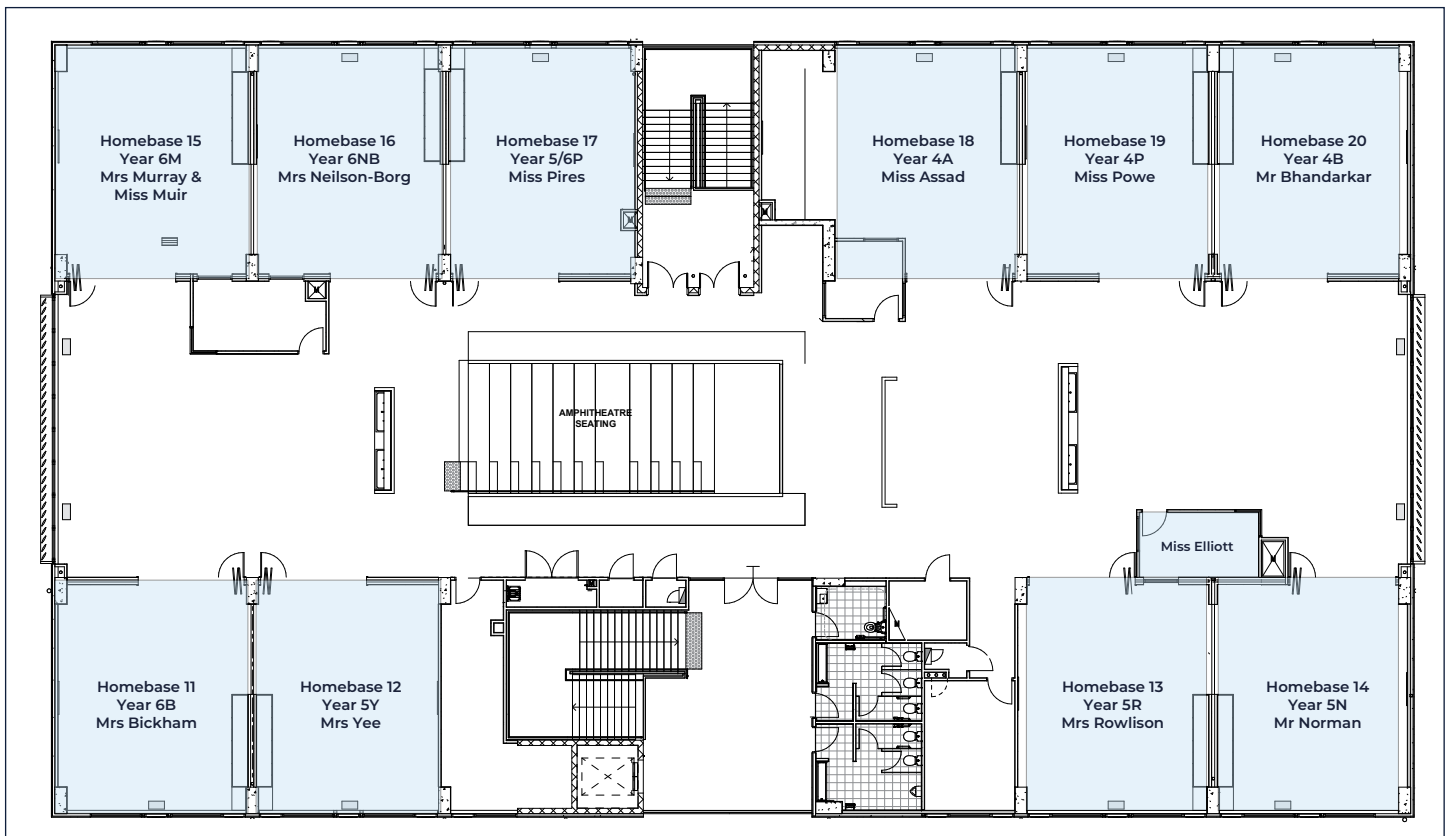 Homebase 15
Year 6M
Mrs Murray &
Miss Muir
Homebase 16
Year 6NB
Mrs Neilson-Borg
Homebase 17
Year 5/6P
Miss Pires
Homebase 18
Year 4A
Miss Assad
Homebase 19
Year 4P
Miss Powe
Homebase 20
Year 4B
Mr Bhandarkar
AMPHITHEATRE
SEATING
Miss Elliott
Homebase 11
Year 6B
Mrs Bickham
Homebase 12
Year 5Y
Mrs Yee
Homebase 13
Year 5R
Mrs Rowlison
Homebase 14
Year 5N
Mr Norman